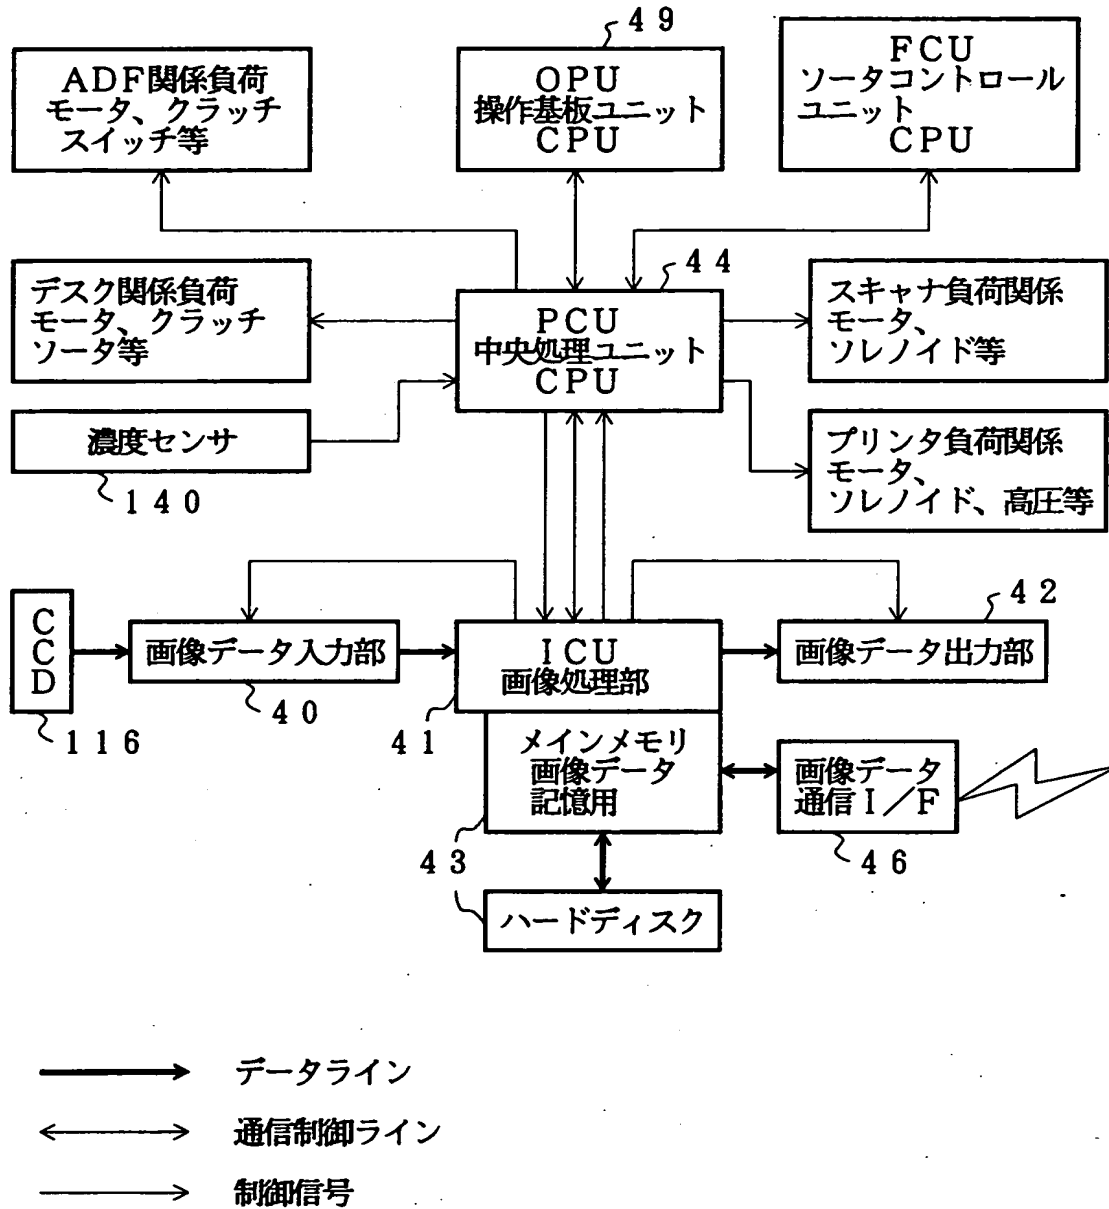 49
ADF関係負荷
モータ、クラッチ
スイッチ等
OPU
操作基板ユニット
CPU
FCU
ソータコントロール
ユニット
CPU
44
デスク関係負荷
モータ、クラッチ
ソータ等
PCU
中央処理ユニット
CPU
スキャナ負荷関係
モータ、
ソレノイド等
濃度センサ
140
プリンタ負荷関係
モータ、
ソレノイド、高圧等
CCD
116
画像データ入力部
40
ICU
画像処理部
41
42
画像データ出力部
メインメモリ
画像データ
記憶用
43
画像データ
通信I/F
46
ハードディスク
データライン
通信制御ライン
制御信号